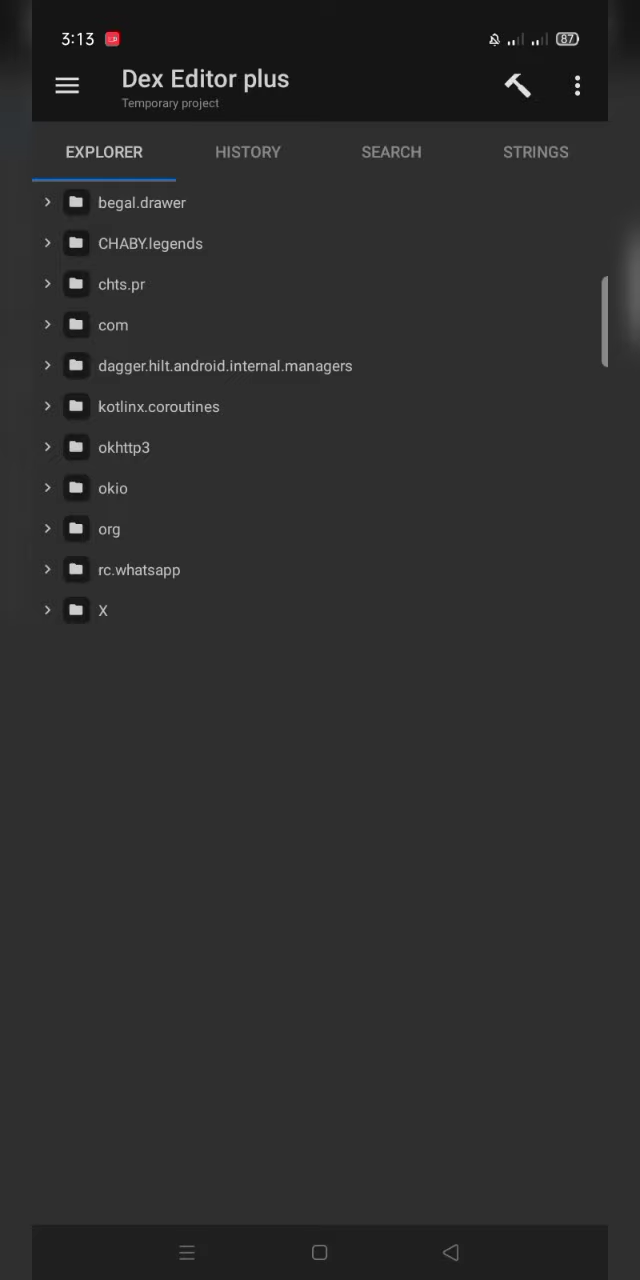 3:13
87
Dex Editor plus
Temporary project
EXPLORER HISTORY SEARCH STRINGS
begal.drawer
CHABY.legends
chts.pr
com
dagger.hilt.android.internal.managers
kotlinx.coroutines
okhttp3
okio
org
rc.whatsapp
X